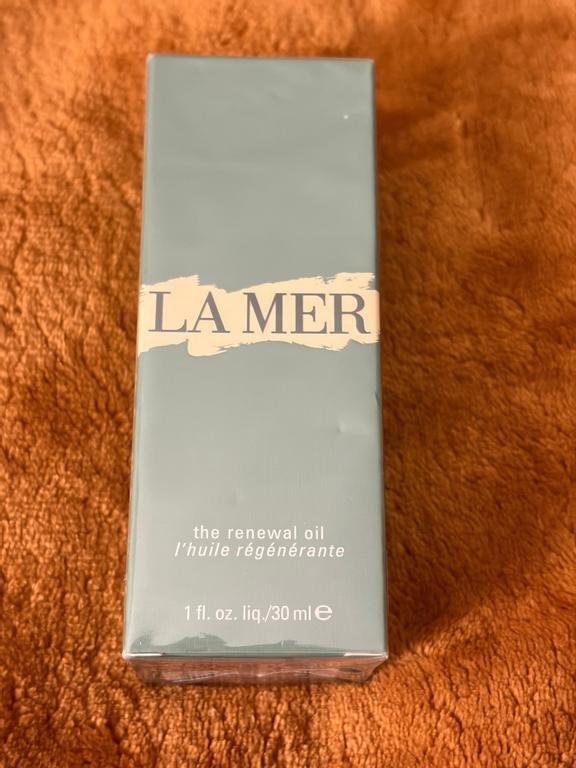 LA MER
the renewal oil
l'huile régénérante
1 fl. oz. liq./30 ml ℮